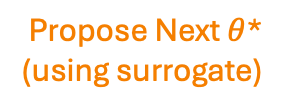 Propose Next θ*
(using surrogate)